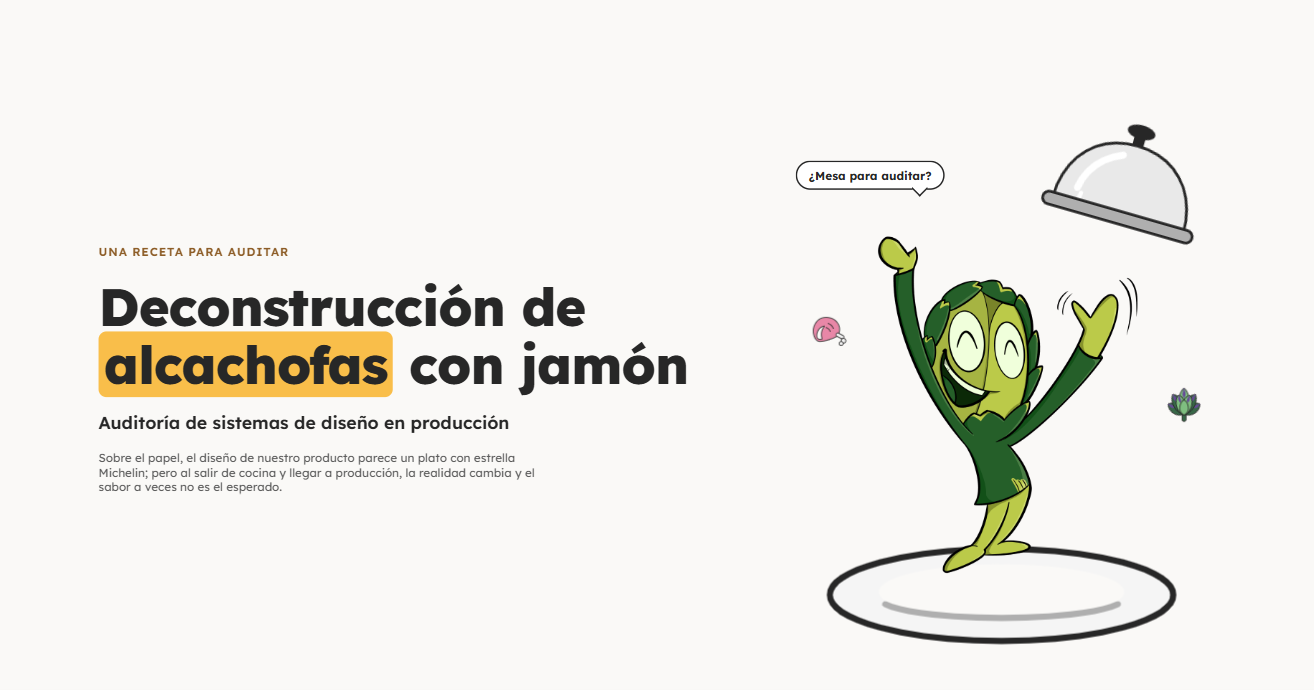 ¿Mesa para auditar?
UNA RECETA PARA AUDITAR
Deconstrucción de
alcachofas con jamón
Auditoría de sistemas de diseño en producción
Sobre el papel, el diseño de nuestro producto parece un plato con estrella
Michelin; pero al salir de cocina y llegar a producción, la realidad cambia y el
sabor a veces no es el esperado.